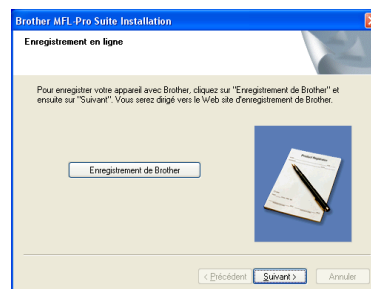 Brother MFL-Pro Suite Installation
Enregistrement en ligne
Pour enregistrer votre appareil avec Brother, cliquez sur "Enregistrement de Brother" et
ensuite sur "Suivant". Vous serez dirigé vers le Web site d'enregistrement de Brother.
Product Registration
Enregistrement de Brother
< Précédent
Suivant >
Annuler